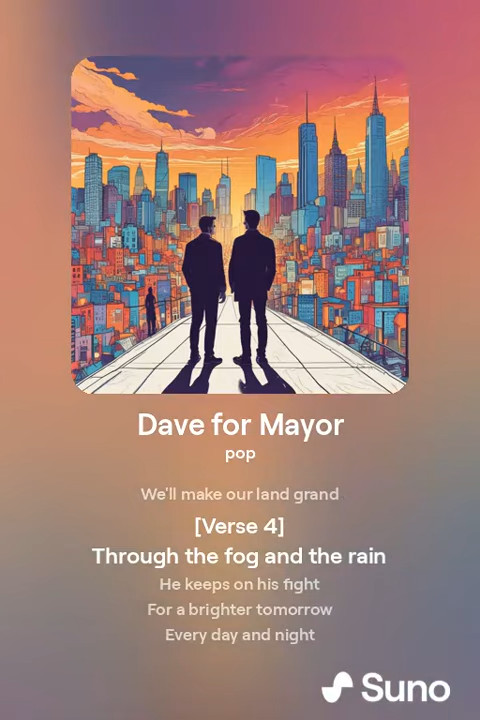 Dave for Mayor
pop
We'll make our land grand
[Verse 4]
Through the fog and the rain
He keeps on his fight
For a brighter tomorrow
Every day and night
Suno